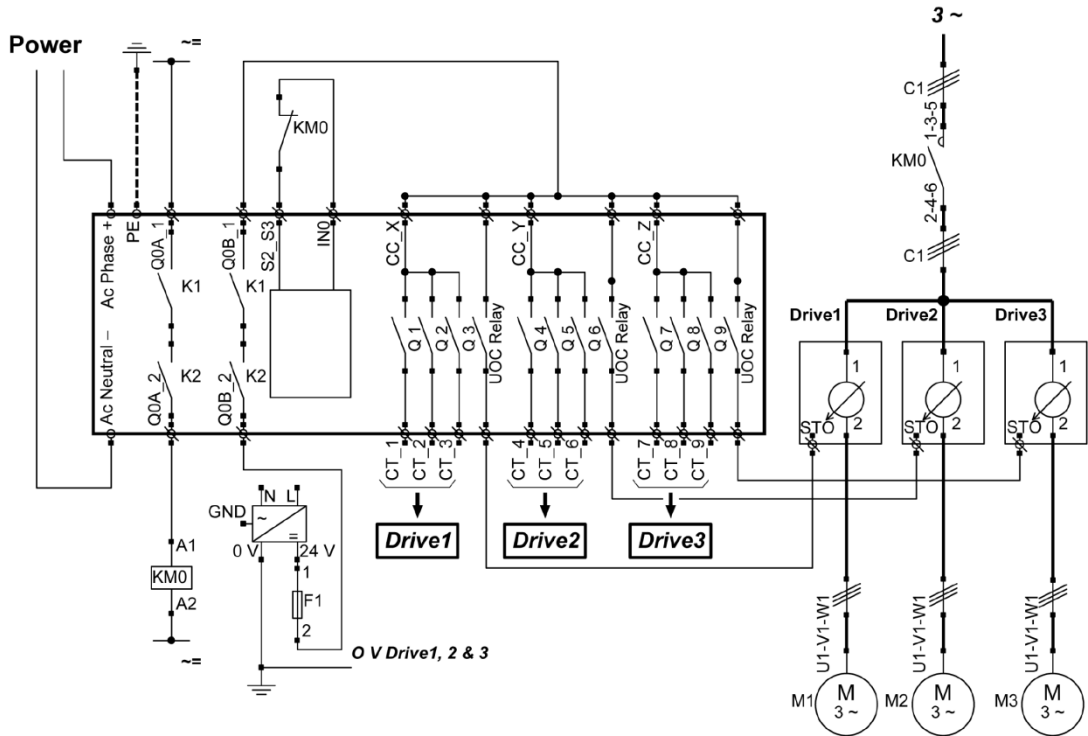 3 ~
Power
~=
C1
1-3-5
KM0
KM0
2-4-6
C1
Ac Phase +
PE
Q0A_1
Q0B_1
S2_S3
IN0
CC_X
CC_Y
CC_Z
K1
K1
Drive1
Drive2
Drive3
Q 1
Q 2
Q 3
UOC Relay
Q 4
Q 5
Q 6
UOC Relay
Q 7
Q 8
Q 9
UOC Relay
1
1
1
Ac Neutral –
Q0A_2
K2
Q0B_2
K2
STO
2
STO
2
STO
2
CT_1
CT_2
CT_3
CT_4
CT_5
CT_6
CT_7
CT_8
CT_9
N L
GND
~
=
0 V
24 V
Drive1
Drive2
Drive3
A1
KM0
A2
1
F1
2
~=
O V Drive1, 2 & 3
U1-V1-W1
U1-V1-W1
U1-V1-W1
M1
M
3 ~
M2
M
3 ~
M3
M
3 ~